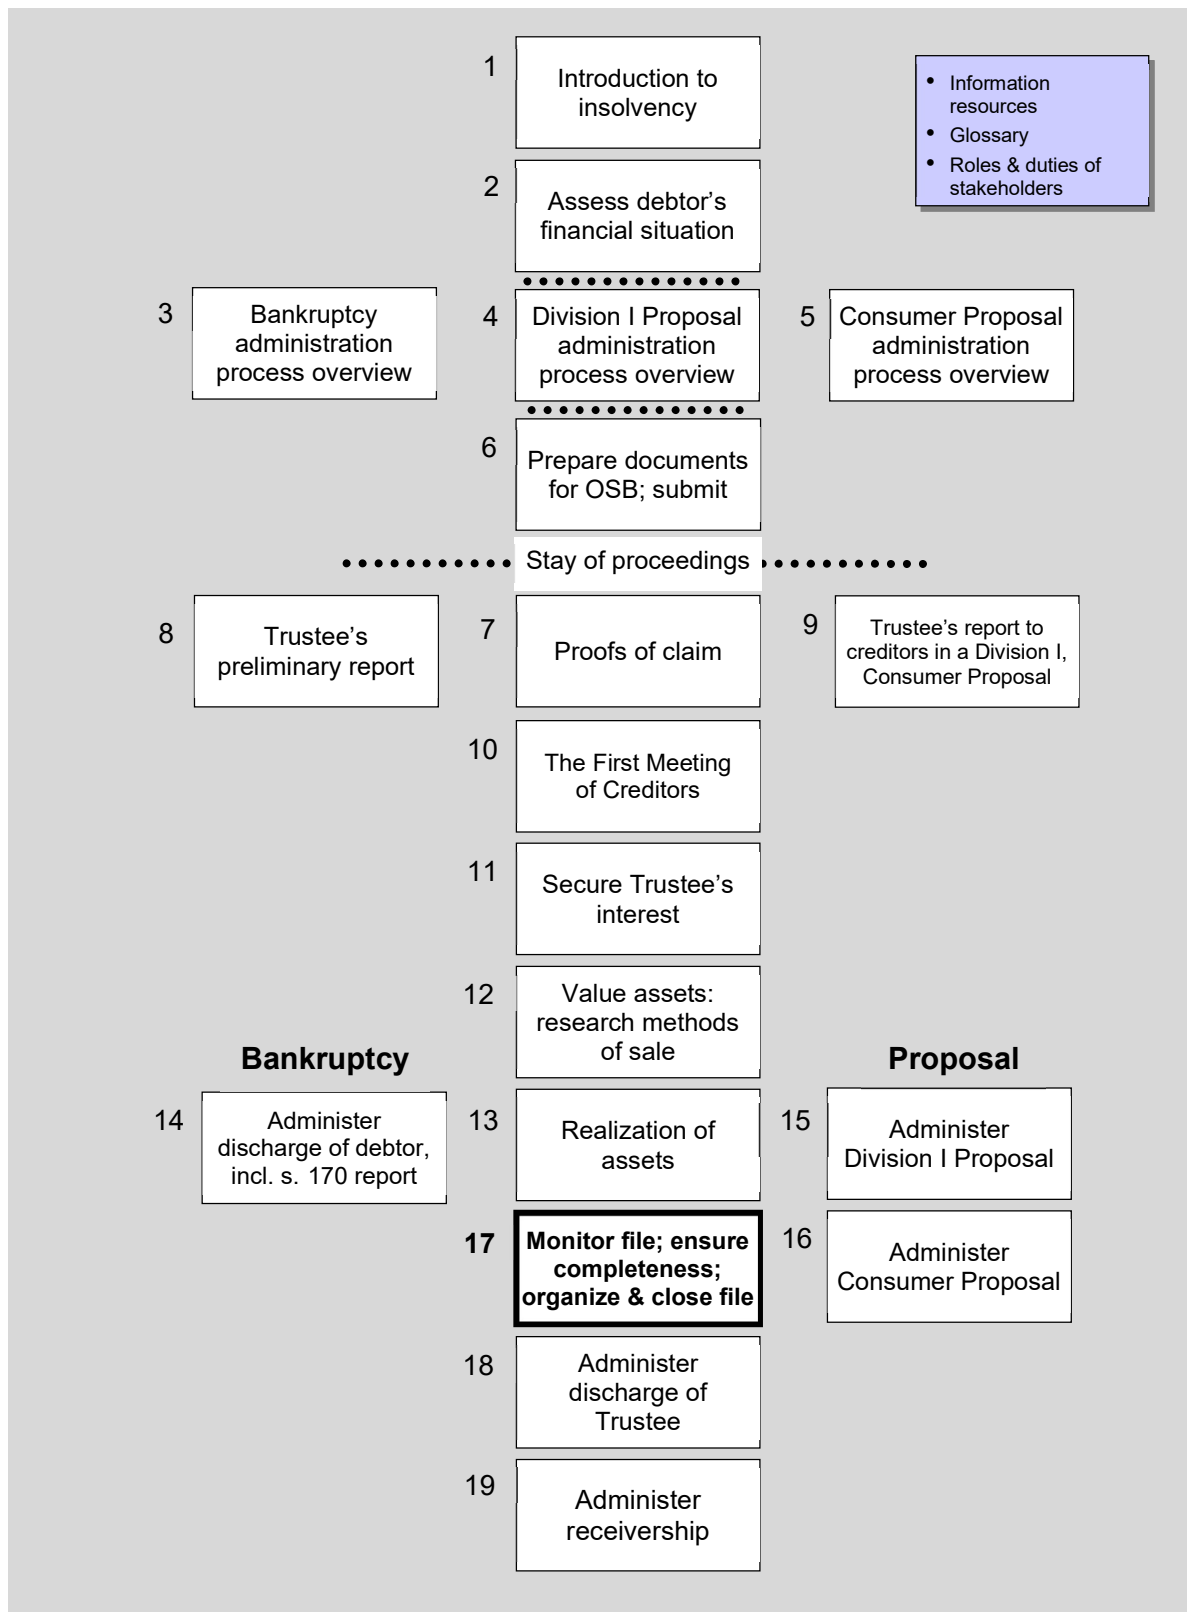 1
Introduction to
insolvency
• Information
resources
• Glossary
• Roles & duties of
stakeholders
2
Assess debtor’s
financial situation
3
Bankruptcy
administration
process overview
4
Division I Proposal
administration
process overview
5
Consumer Proposal
administration
process overview
6
Prepare documents
for OSB; submit
Stay of proceedings
8
Trustee’s
preliminary report
7
Proofs of claim
9
Trustee’s report to
creditors in a Division I,
Consumer Proposal
10
The First Meeting
of Creditors
11
Secure Trustee’s
interest
12
Value assets:
research methods
of sale
Bankruptcy
Proposal
14
Administer
discharge of debtor,
incl. s. 170 report
13
Realization of
assets
15
Administer
Division I Proposal
17
Monitor file; ensure
completeness;
organize & close file
16
Administer
Consumer Proposal
18
Administer
discharge of
Trustee
19
Administer
receivership